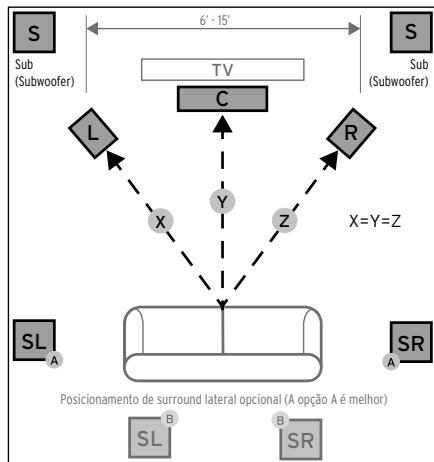 S
6' - 15'
S
Sub
(Subwoofer)
Sub
(Subwoofer)
TV
C
L
R
X
Y
Z
X=Y=Z
SL
A
SR
A
Posicionamento de surround lateral opcional (A opção A é melhor)
B
SL
B
SR